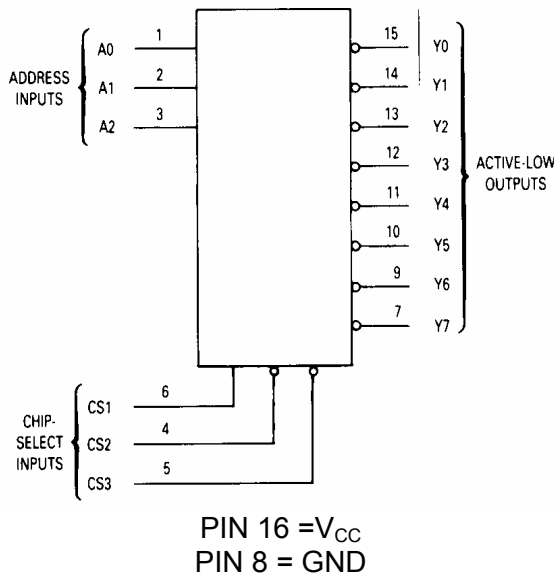 ADDRESS
INPUTS
A0 1
A1 2
A2 3
15 Y0
14 Y1
13 Y2
12 Y3
11 Y4
10 Y5
9 Y6
7 Y7
ACTIVE-LOW
OUTPUTS
CHIP-
SELECT
INPUTS
CS1 6
CS2 4
CS3 5
PIN 16 =VCC
PIN 8 = GND